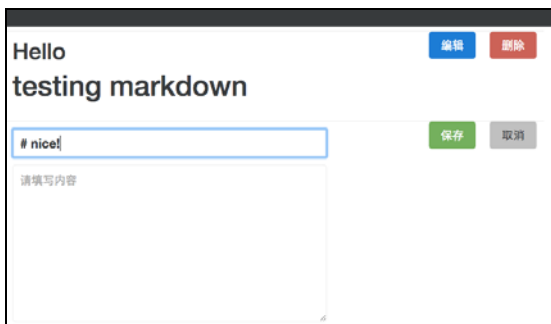 Hello
编辑
删除
testing markdown
# nice!
保存
取消
请填写内容